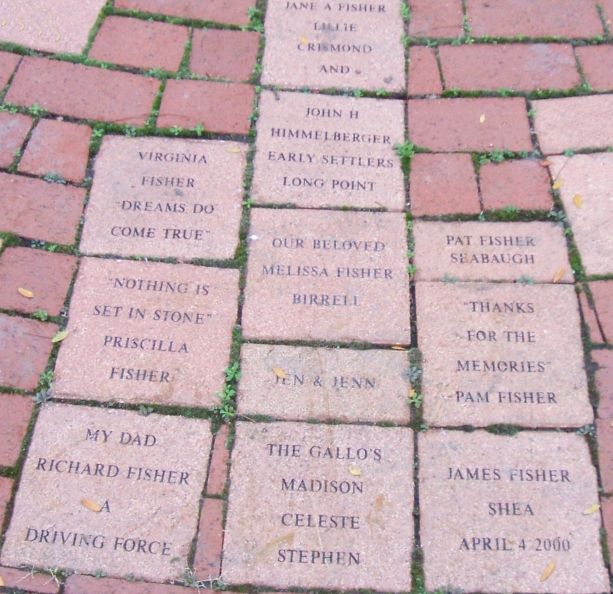 JANE A FISHER
LILLIE
CRISMOND
AND
JOHN H
HIMMELBERGER
EARLY SETTLERS
LONG POINT
VIRGINIA
FISHER
"DREAMS DO
COME TRUE"
OUR BELOVED
MELISSA FISHER
BIRRELL
PAT FISHER
SEABAUGH
"NOTHING IS
SET IN STONE"
PRISCILLA
FISHER
"THANKS
FOR THE
MEMORIES"
PAM FISHER
JEN & JENN
MY DAD
RICHARD FISHER
A
DRIVING FORCE
THE GALLO'S
MADISON
CELESTE
STEPHEN
JAMES FISHER
SHEA
APRIL 4 2000